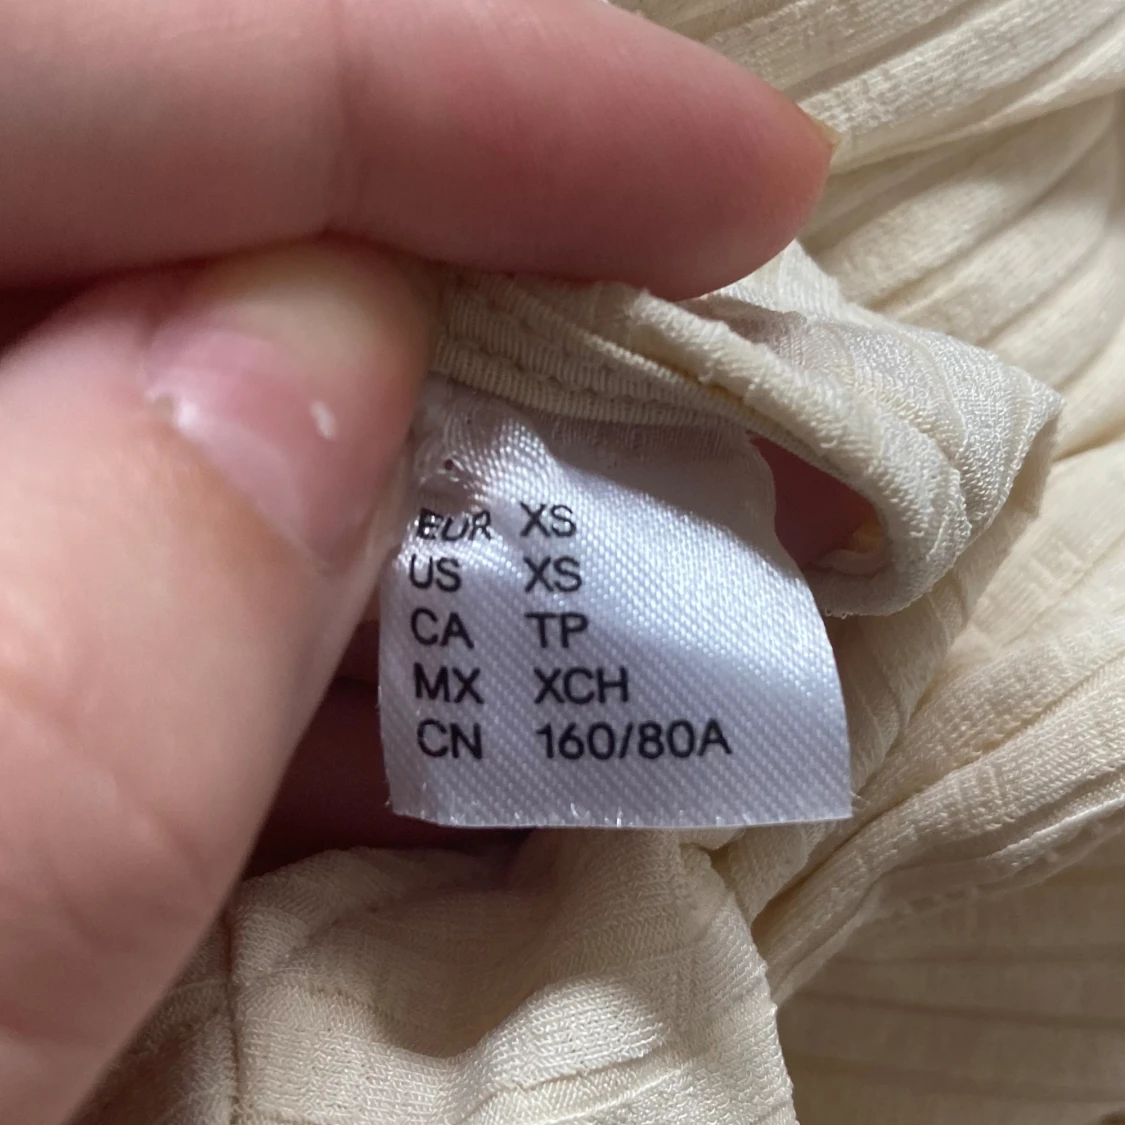 EUR XS
US XS
CA TP
MX XCH
CN 160/80A